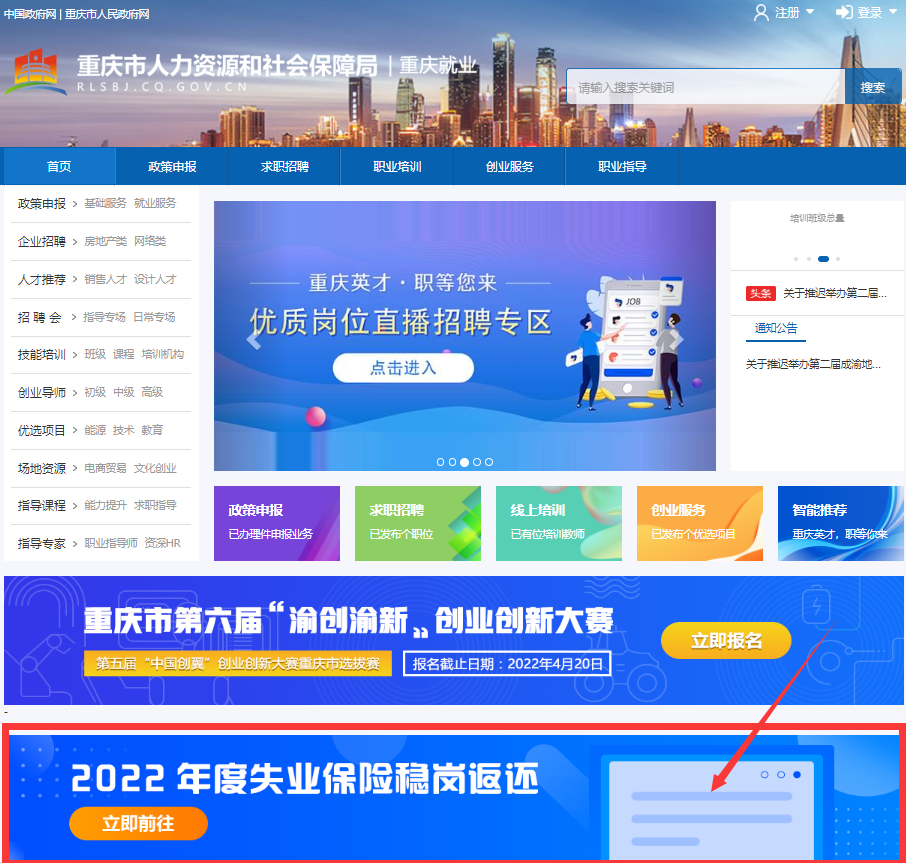 中国政府网 | 重庆市人民政府网
注册
登录
重庆市人力资源和社会保障局 | 重庆就业
RLSBJ.CQ.GOV.CN
请输入搜索关键词
搜索
首页
政策申报
求职招聘
职业培训
创业服务
职业指导
政策申报 > 基础服务 就业服务
企业招聘 > 房地产类 网络类
人才推荐 > 销售人才 设计人才
招 聘 会 > 指导专场 日常专场
技能培训 > 班级 课程 培训机构
创业导师 > 初级 中级 高级
优选项目 > 能源 技术 教育
场地资源 > 电商贸易 文化创业
指导课程 > 能力提升 求职指导
指导专家 > 职业指导师 资深HR
重庆英才·职等您来
优质岗位直播招聘专区
点击进入
JOB
培训班级总量
头条 关于推迟举办第二届...
通知公告
关于推迟举办第二届成渝地...
政策申报
已办理件申报业务
求职招聘
已发布个职位
线上培训
已有位培训教师
创业服务
已发布个优选项目
智能推荐
重庆英才，职等你来
重庆市第六届“渝创渝新”创业创新大赛
第五届“中国创翼”创业创新大赛重庆市选拔赛
报名截止日期：2022年4月20日
立即报名
-
2022 年度失业保险稳岗返还
立即前往